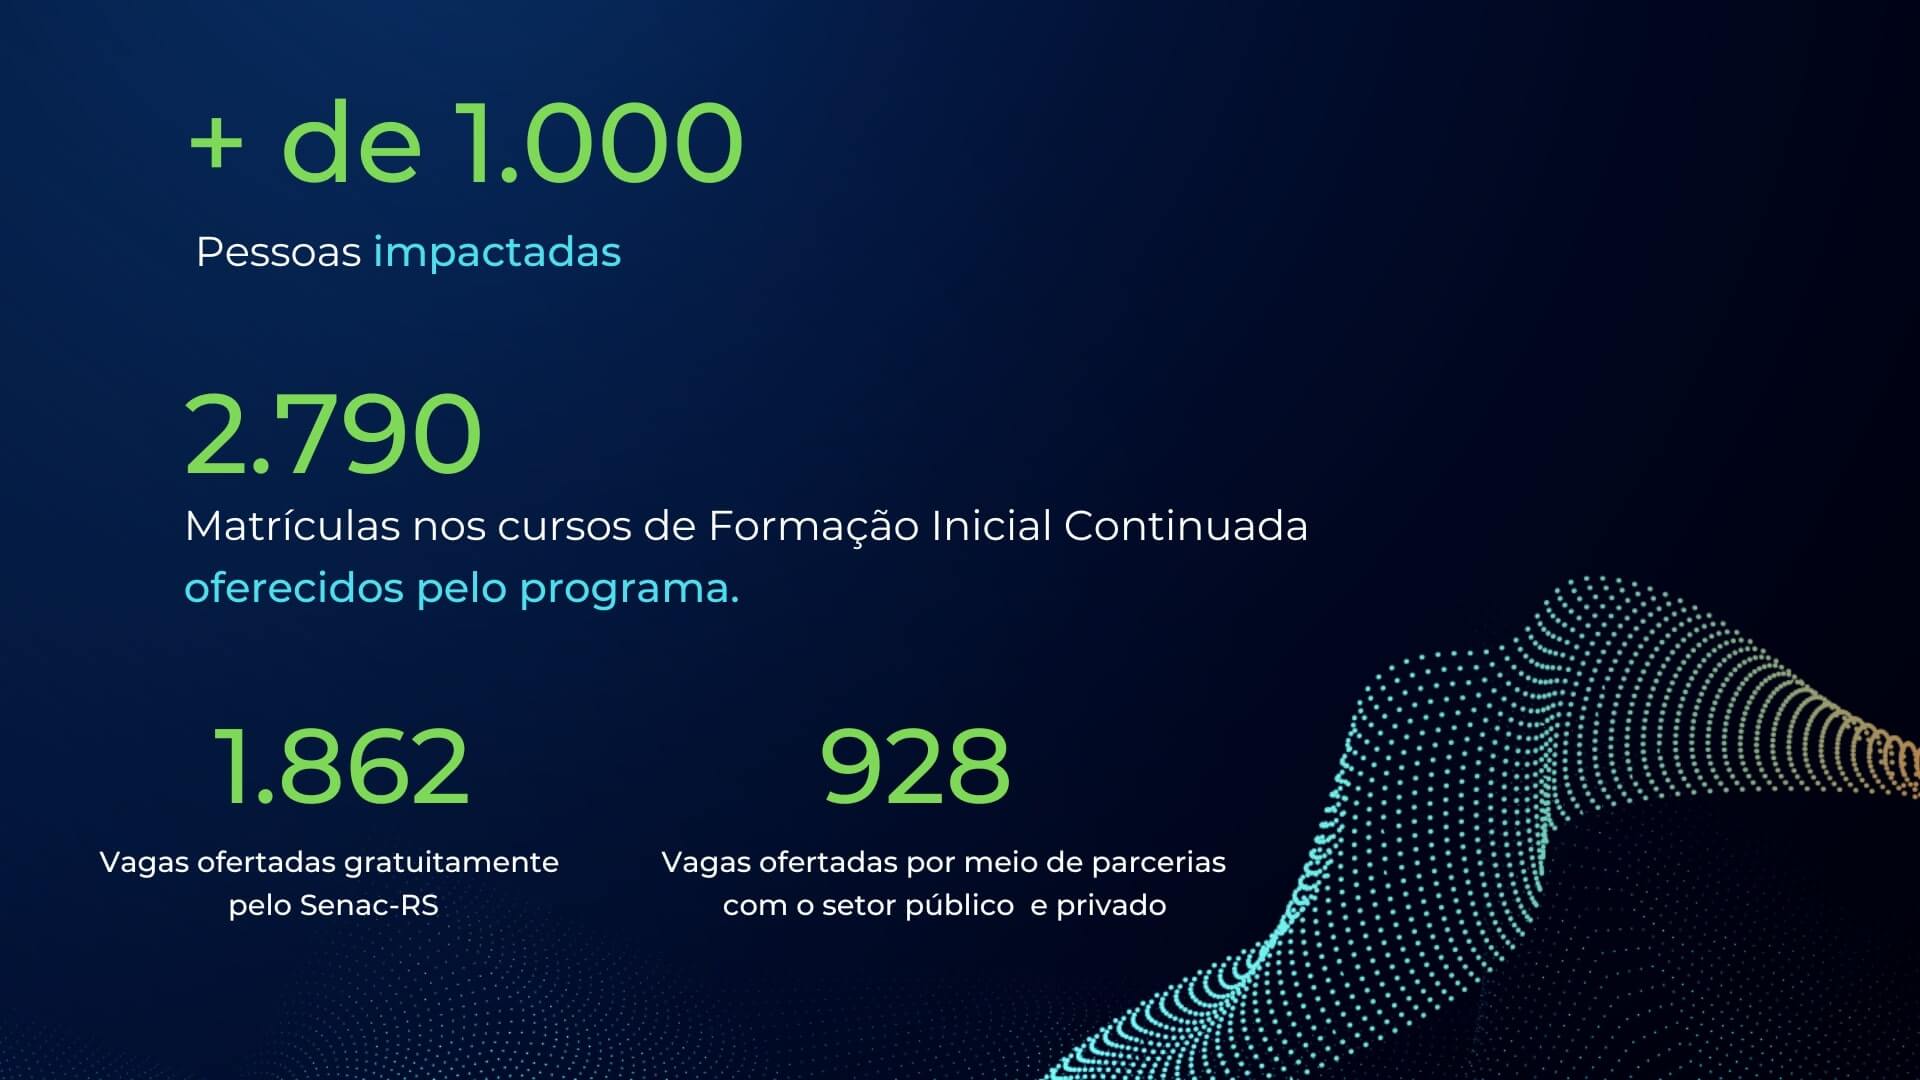 + de 1.000
Pessoas impactadas
2.790
Matrículas nos cursos de Formação Inicial Continuada
oferecidos pelo programa.
1.862
Vagas ofertadas gratuitamente
pelo Senac-RS
928
Vagas ofertadas por meio de parcerias
com o setor público e privado